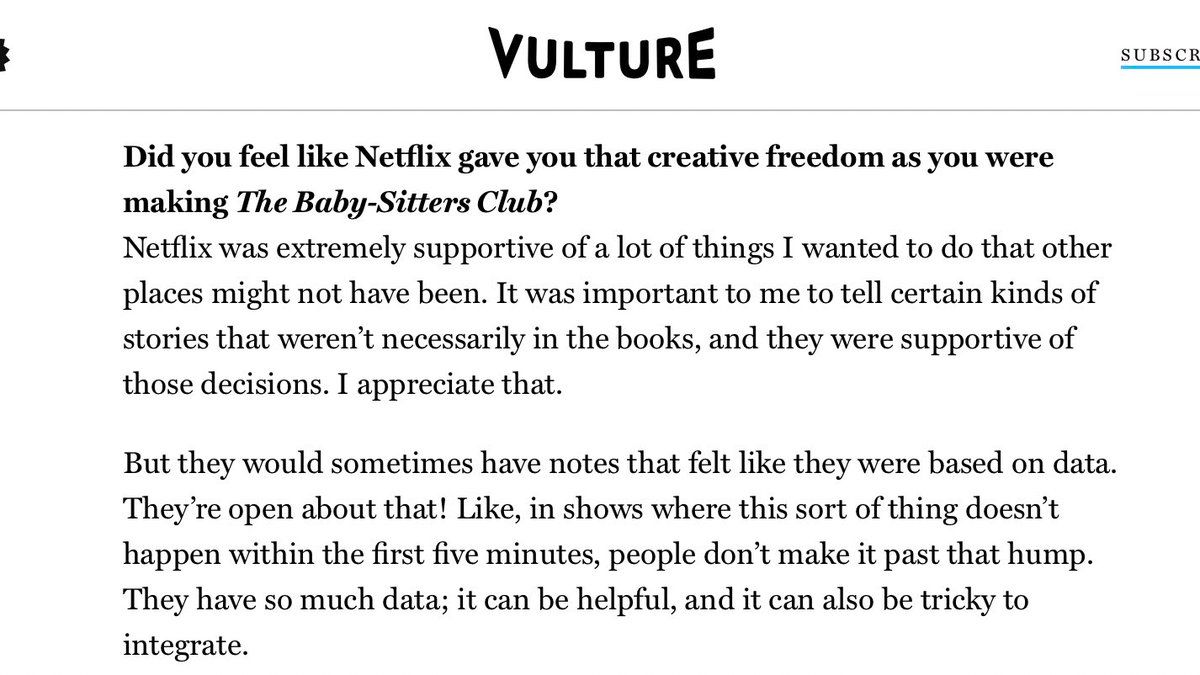 VULTURE
SUBSCR
Did you feel like Netflix gave you that creative freedom as you were
making The Baby-Sitters Club?
Netflix was extremely supportive of a lot of things I wanted to do that other
places might not have been. It was important to me to tell certain kinds of
stories that weren’t necessarily in the books, and they were supportive of
those decisions. I appreciate that.
But they would sometimes have notes that felt like they were based on data.
They’re open about that! Like, in shows where this sort of thing doesn’t
happen within the first five minutes, people don’t make it past that hump.
They have so much data; it can be helpful, and it can also be tricky to
integrate.